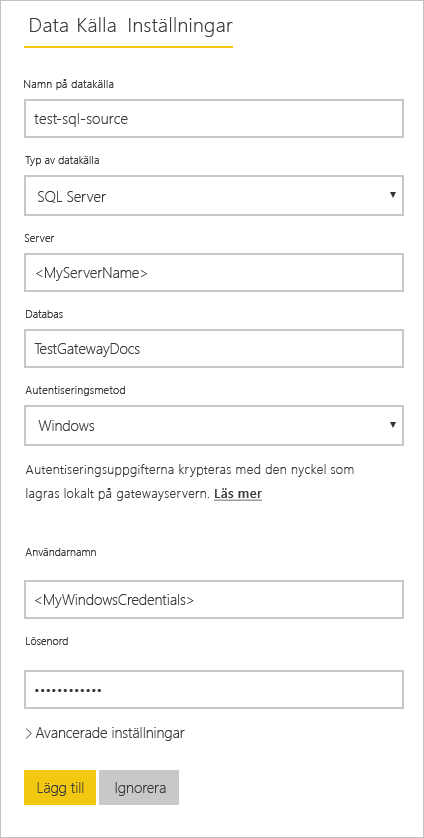 Data Källa Inställningar
Namn på datakälla
test-sql-source
Typ av datakälla
SQL Server
Server
<MyServerName>
Databas
TestGatewayDocs
Autentiseringsmetod
Windows
Autentiseringsuppgifterna krypteras med den nyckel som
lagras lokalt på gatewayservern. Läs mer
Användarnamn
<MyWindowsCredentials>
Lösenord
••••••••••••
> Avancerade inställningar
Lägg till Ignorera